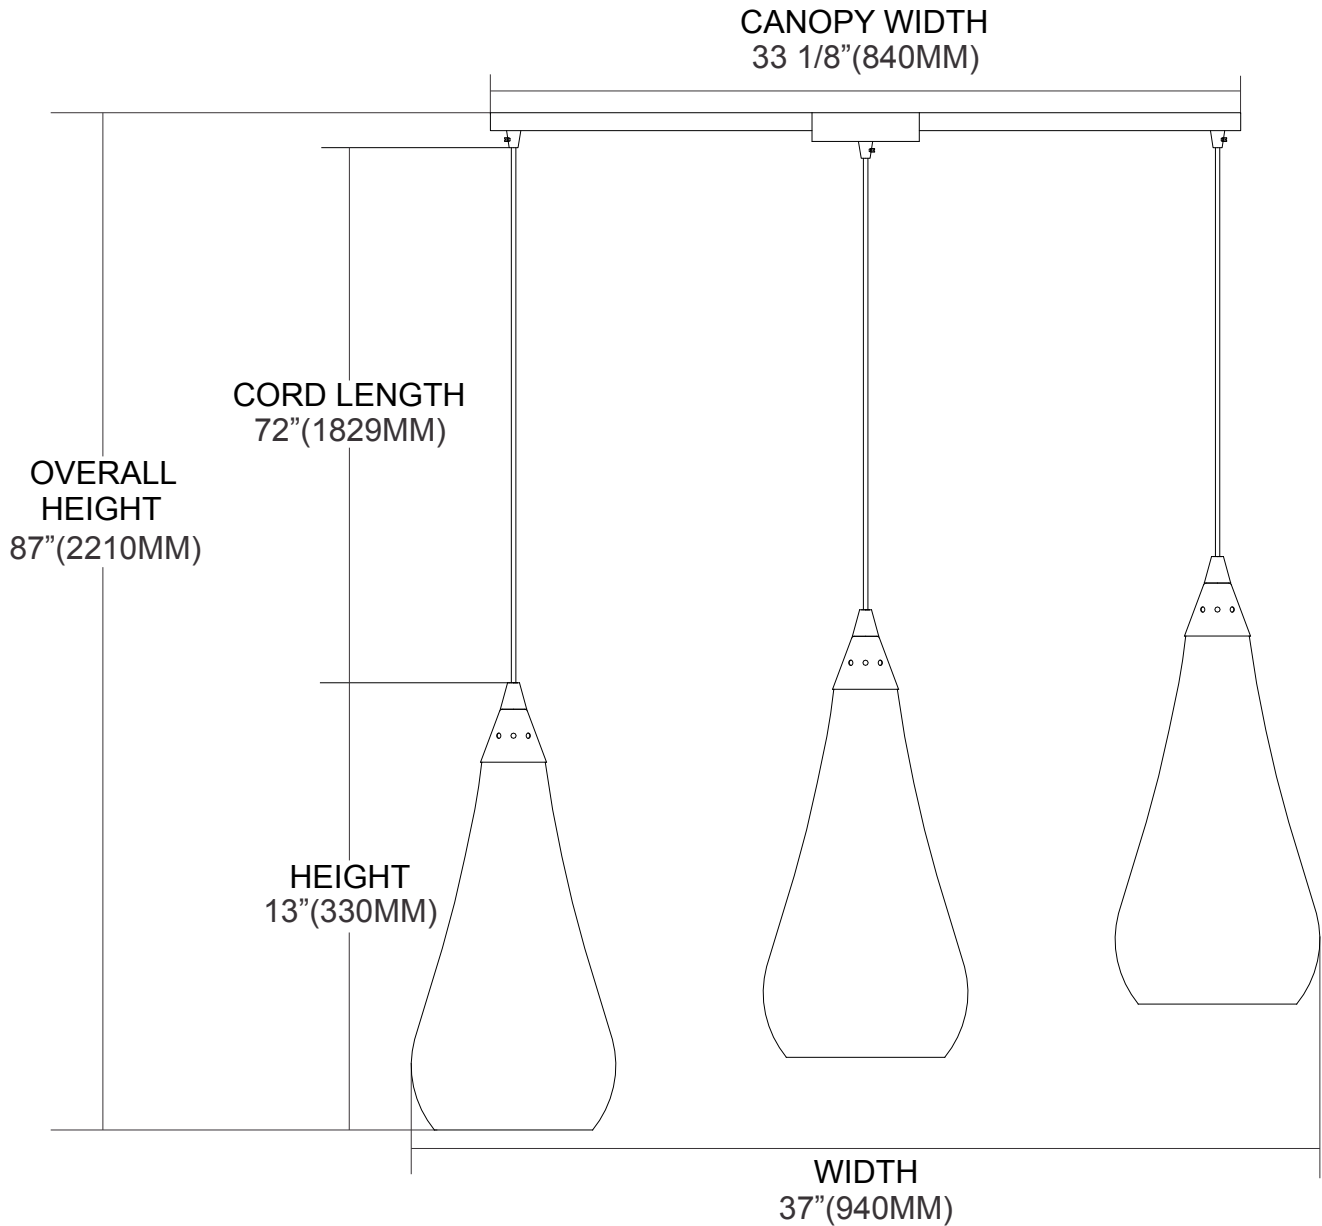 CANOPY WIDTH
33 1/8”(840MM)
CORD LENGTH
72”(1829MM)
OVERALL
HEIGHT
87”(2210MM)
HEIGHT
13”(330MM)
WIDTH
37”(940MM)